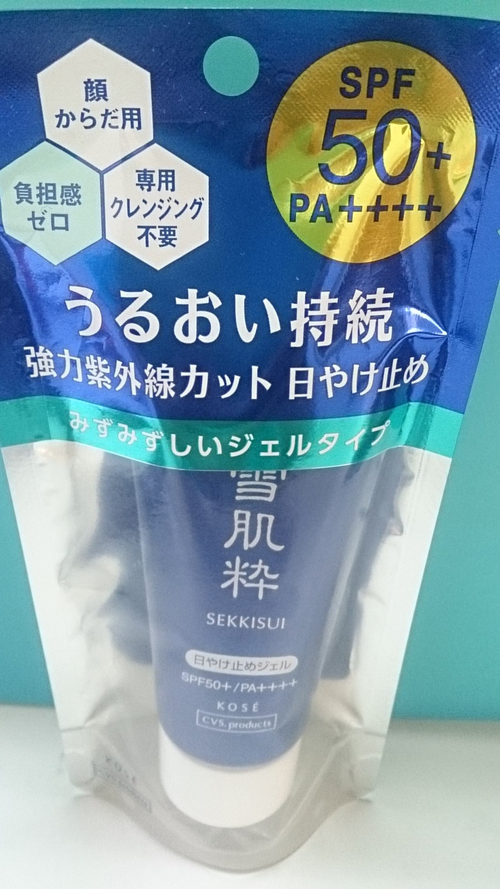 顔
からだ用
負担感
ゼロ
専用
クレンジング
不要
SPF
50+
PA++++
うるおい持続
強力紫外線カット 日やけ止め
みずみずしいジェルタイプ
雪
肌
粋
SEKKISUI
日やけ止めジェル
SPF50+/PA++++
KOSÉ
CVS. products
KOSÉ